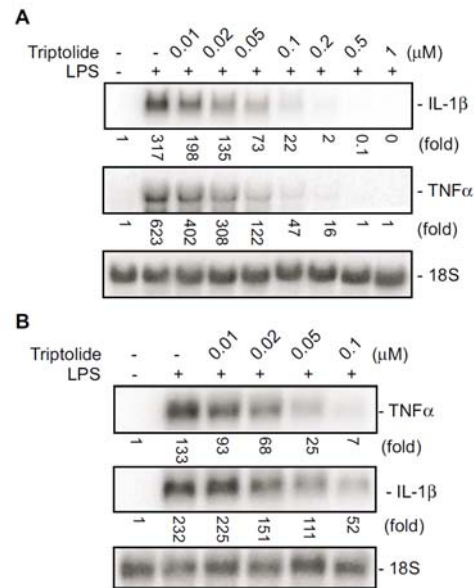 A
Triptolide - - 0.01 0.02 0.05 0.1 0.2 0.5 1 (μM)
LPS - + + + + + + + +
- IL-1β
1 317 198 135 73 22 2 0.1 0 (fold)
- TNFα
1 623 402 308 122 47 16 1 1 (fold)
- 18S
B
Triptolide - - 0.01 0.02 0.05 0.1 (μM)
LPS - + + + + +
- TNFα
1 133 93 68 25 7 (fold)
- IL-1β
1 232 225 151 111 52 (fold)
- 18S